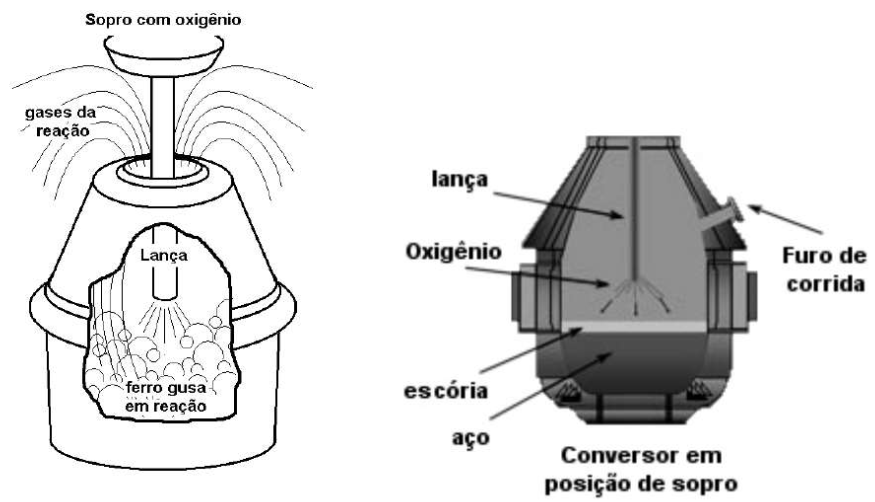 Sopro com oxigênio
gases da
reação
Lança
ferro gusa
em reação
lança
Oxigênio
Furo de
corrida
escória
aço
Conversor em
posição de sopro